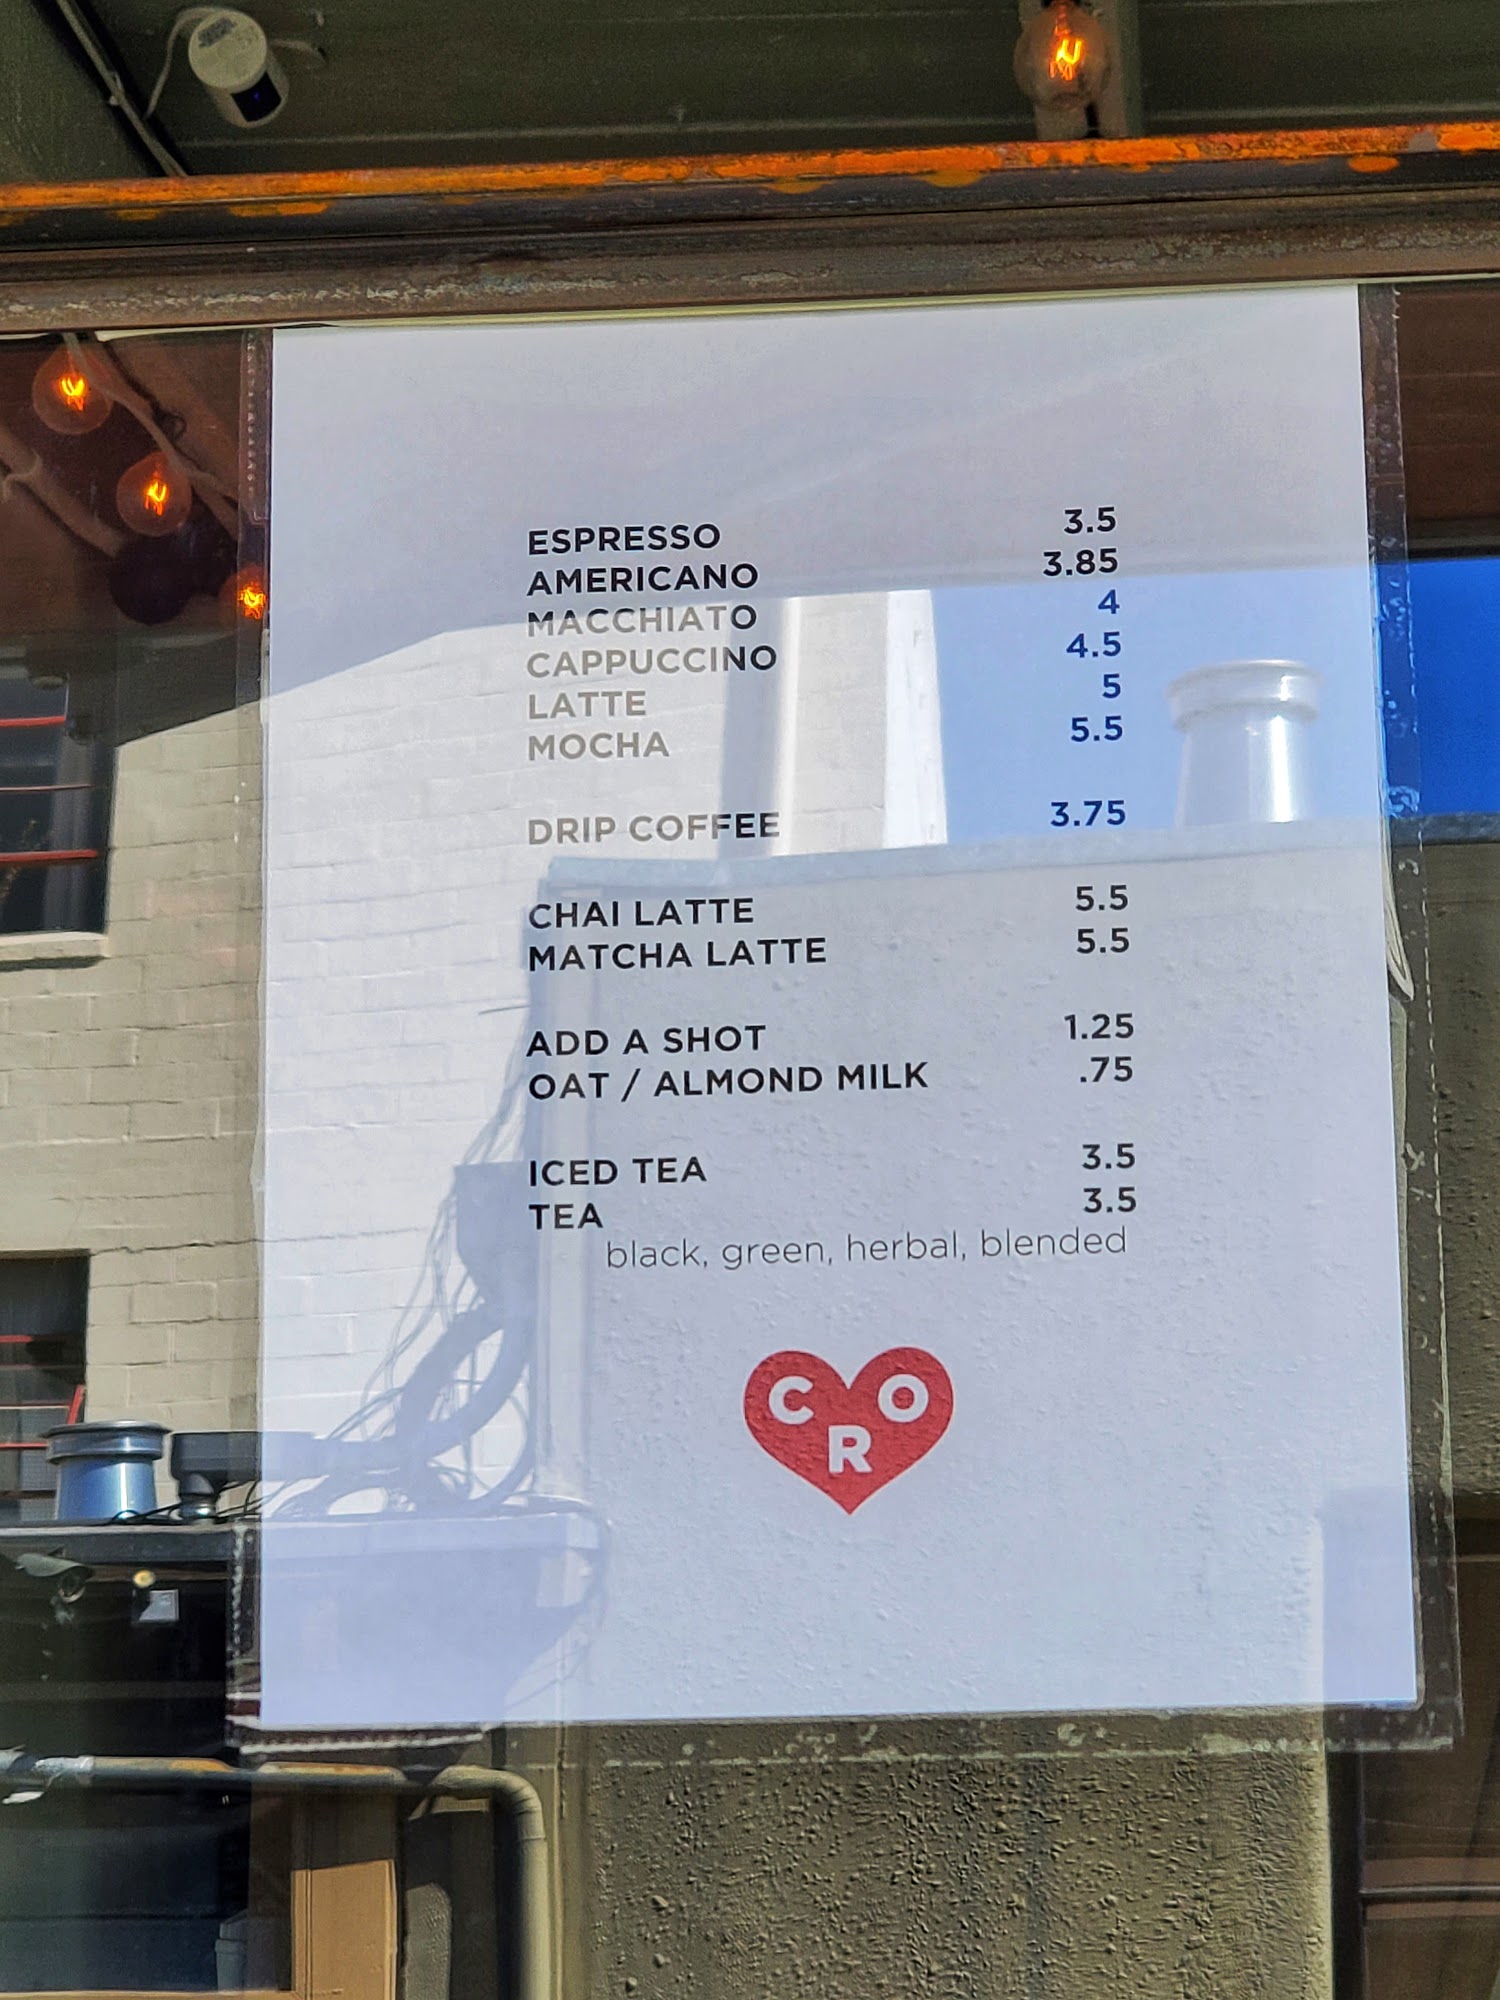 ESPRESSO 3.5
AMERICANO 3.85
MACCHIATO 4
CAPPUCCINO 4.5
LATTE 5
MOCHA 5.5
DRIP COFFEE 3.75
CHAI LATTE 5.5
MATCHA LATTE 5.5
ADD A SHOT 1.25
OAT / ALMOND MILK .75
ICED TEA 3.5
TEA 3.5
black, green, herbal, blended
CRO